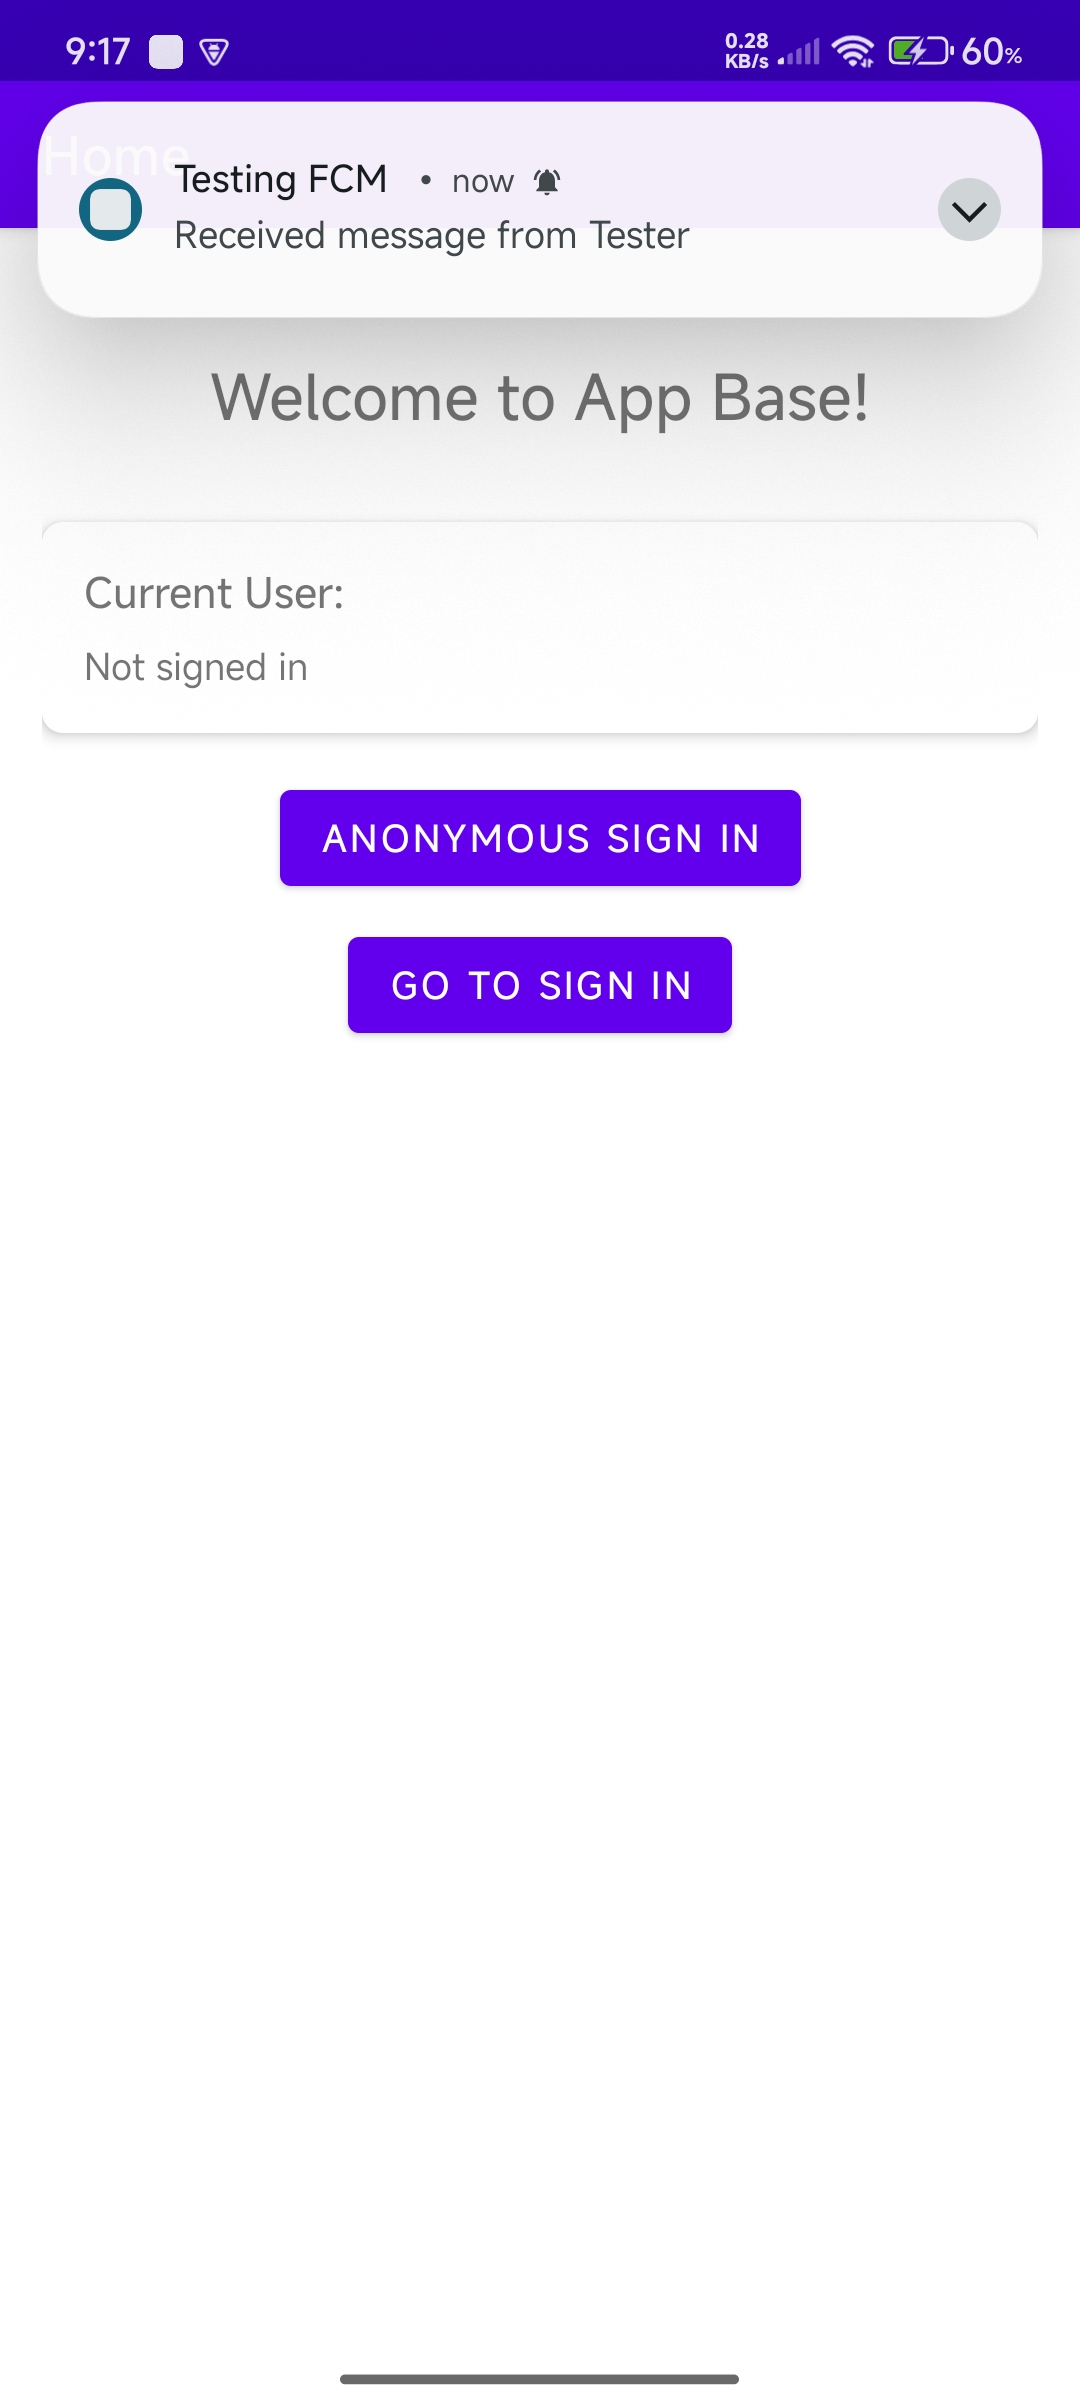 9:17 0.28 KB/s 60%
Home
Testing FCM • now
Received message from Tester
Welcome to App Base!
Current User:
Not signed in
ANONYMOUS SIGN IN
GO TO SIGN IN